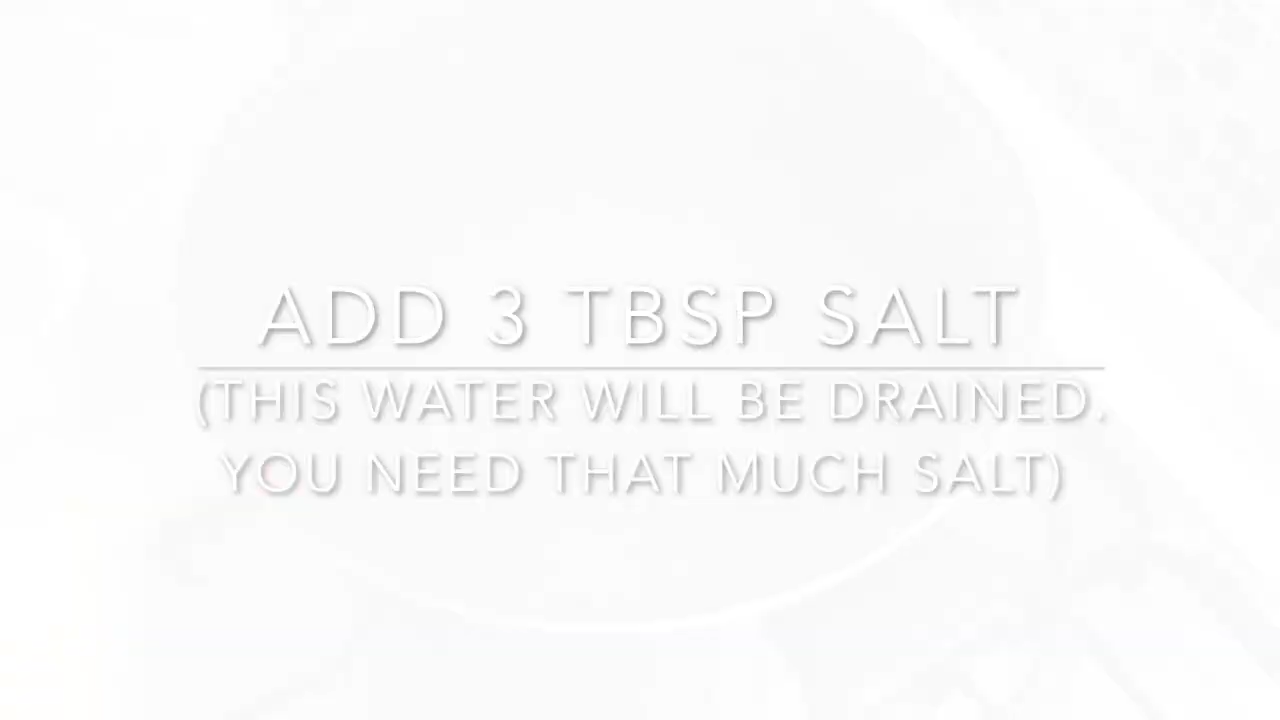 ADD 3 TBSP SALT
(THIS WATER WILL BE DRAINED.
YOU NEED THAT MUCH SALT)